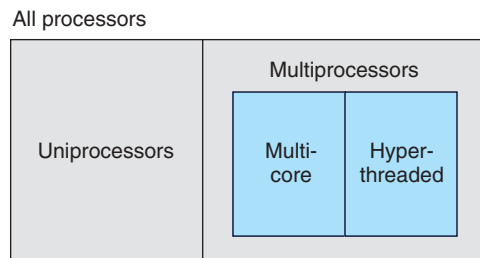 All processors
Multiprocessors
Uniprocessors
Multi-
core
Hyper-
threaded